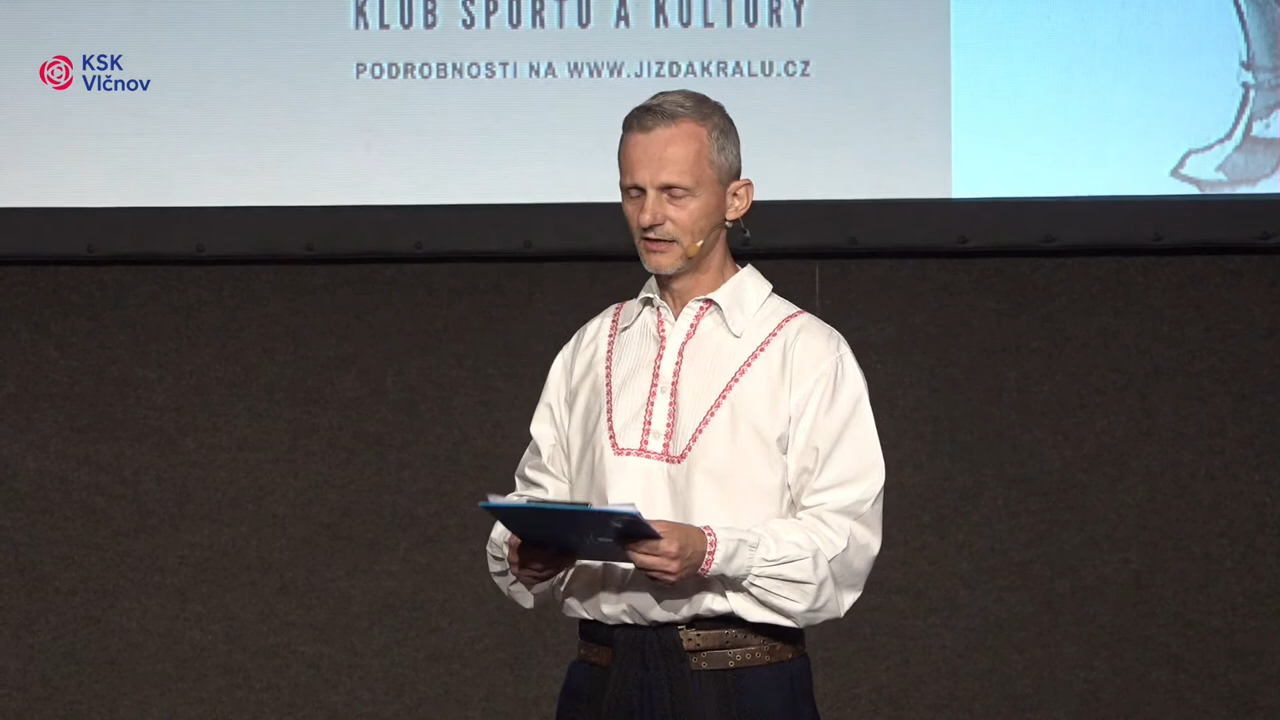 KLUB SPORTU A KULTURY
PODROBNOSTI NA WWW.JIZDAKRALU.CZ
KSK
Vlčnov